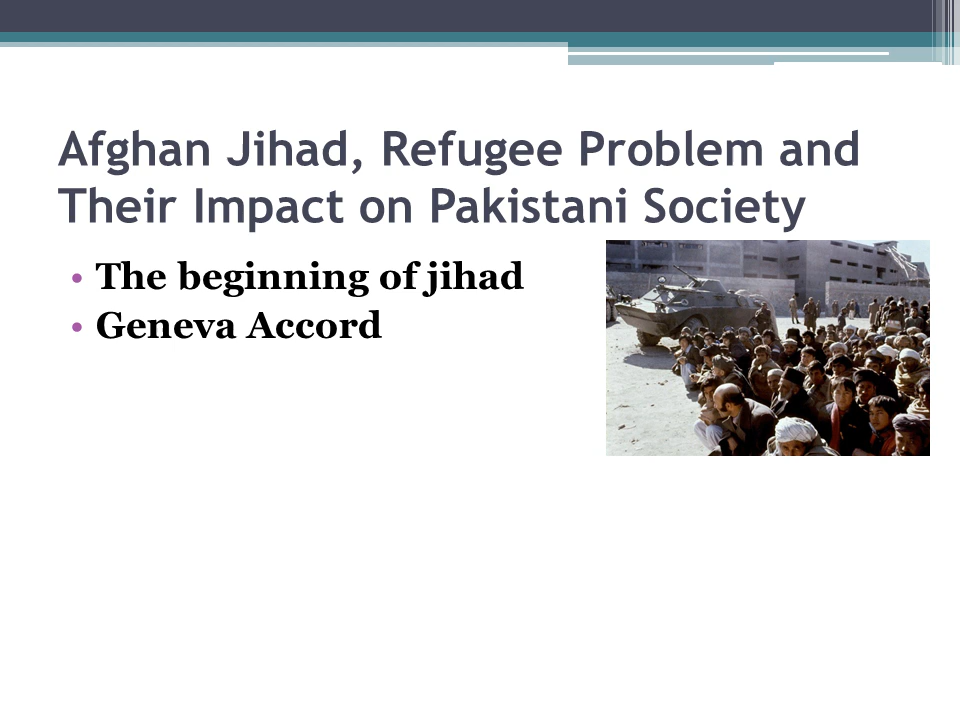 Afghan Jihad, Refugee Problem and
Their Impact on Pakistani Society
• The beginning of jihad
• Geneva Accord